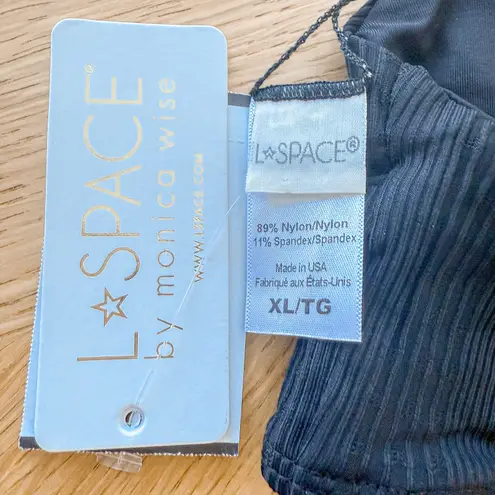 L☆SPACE®
by monica wise
WWW.LSPACE.COM
L☆SPACE®
89% Nylon/Nylon
11% Spandex/Spandex
Made in USA
Fabriqué aux États-Unis
XL/TG